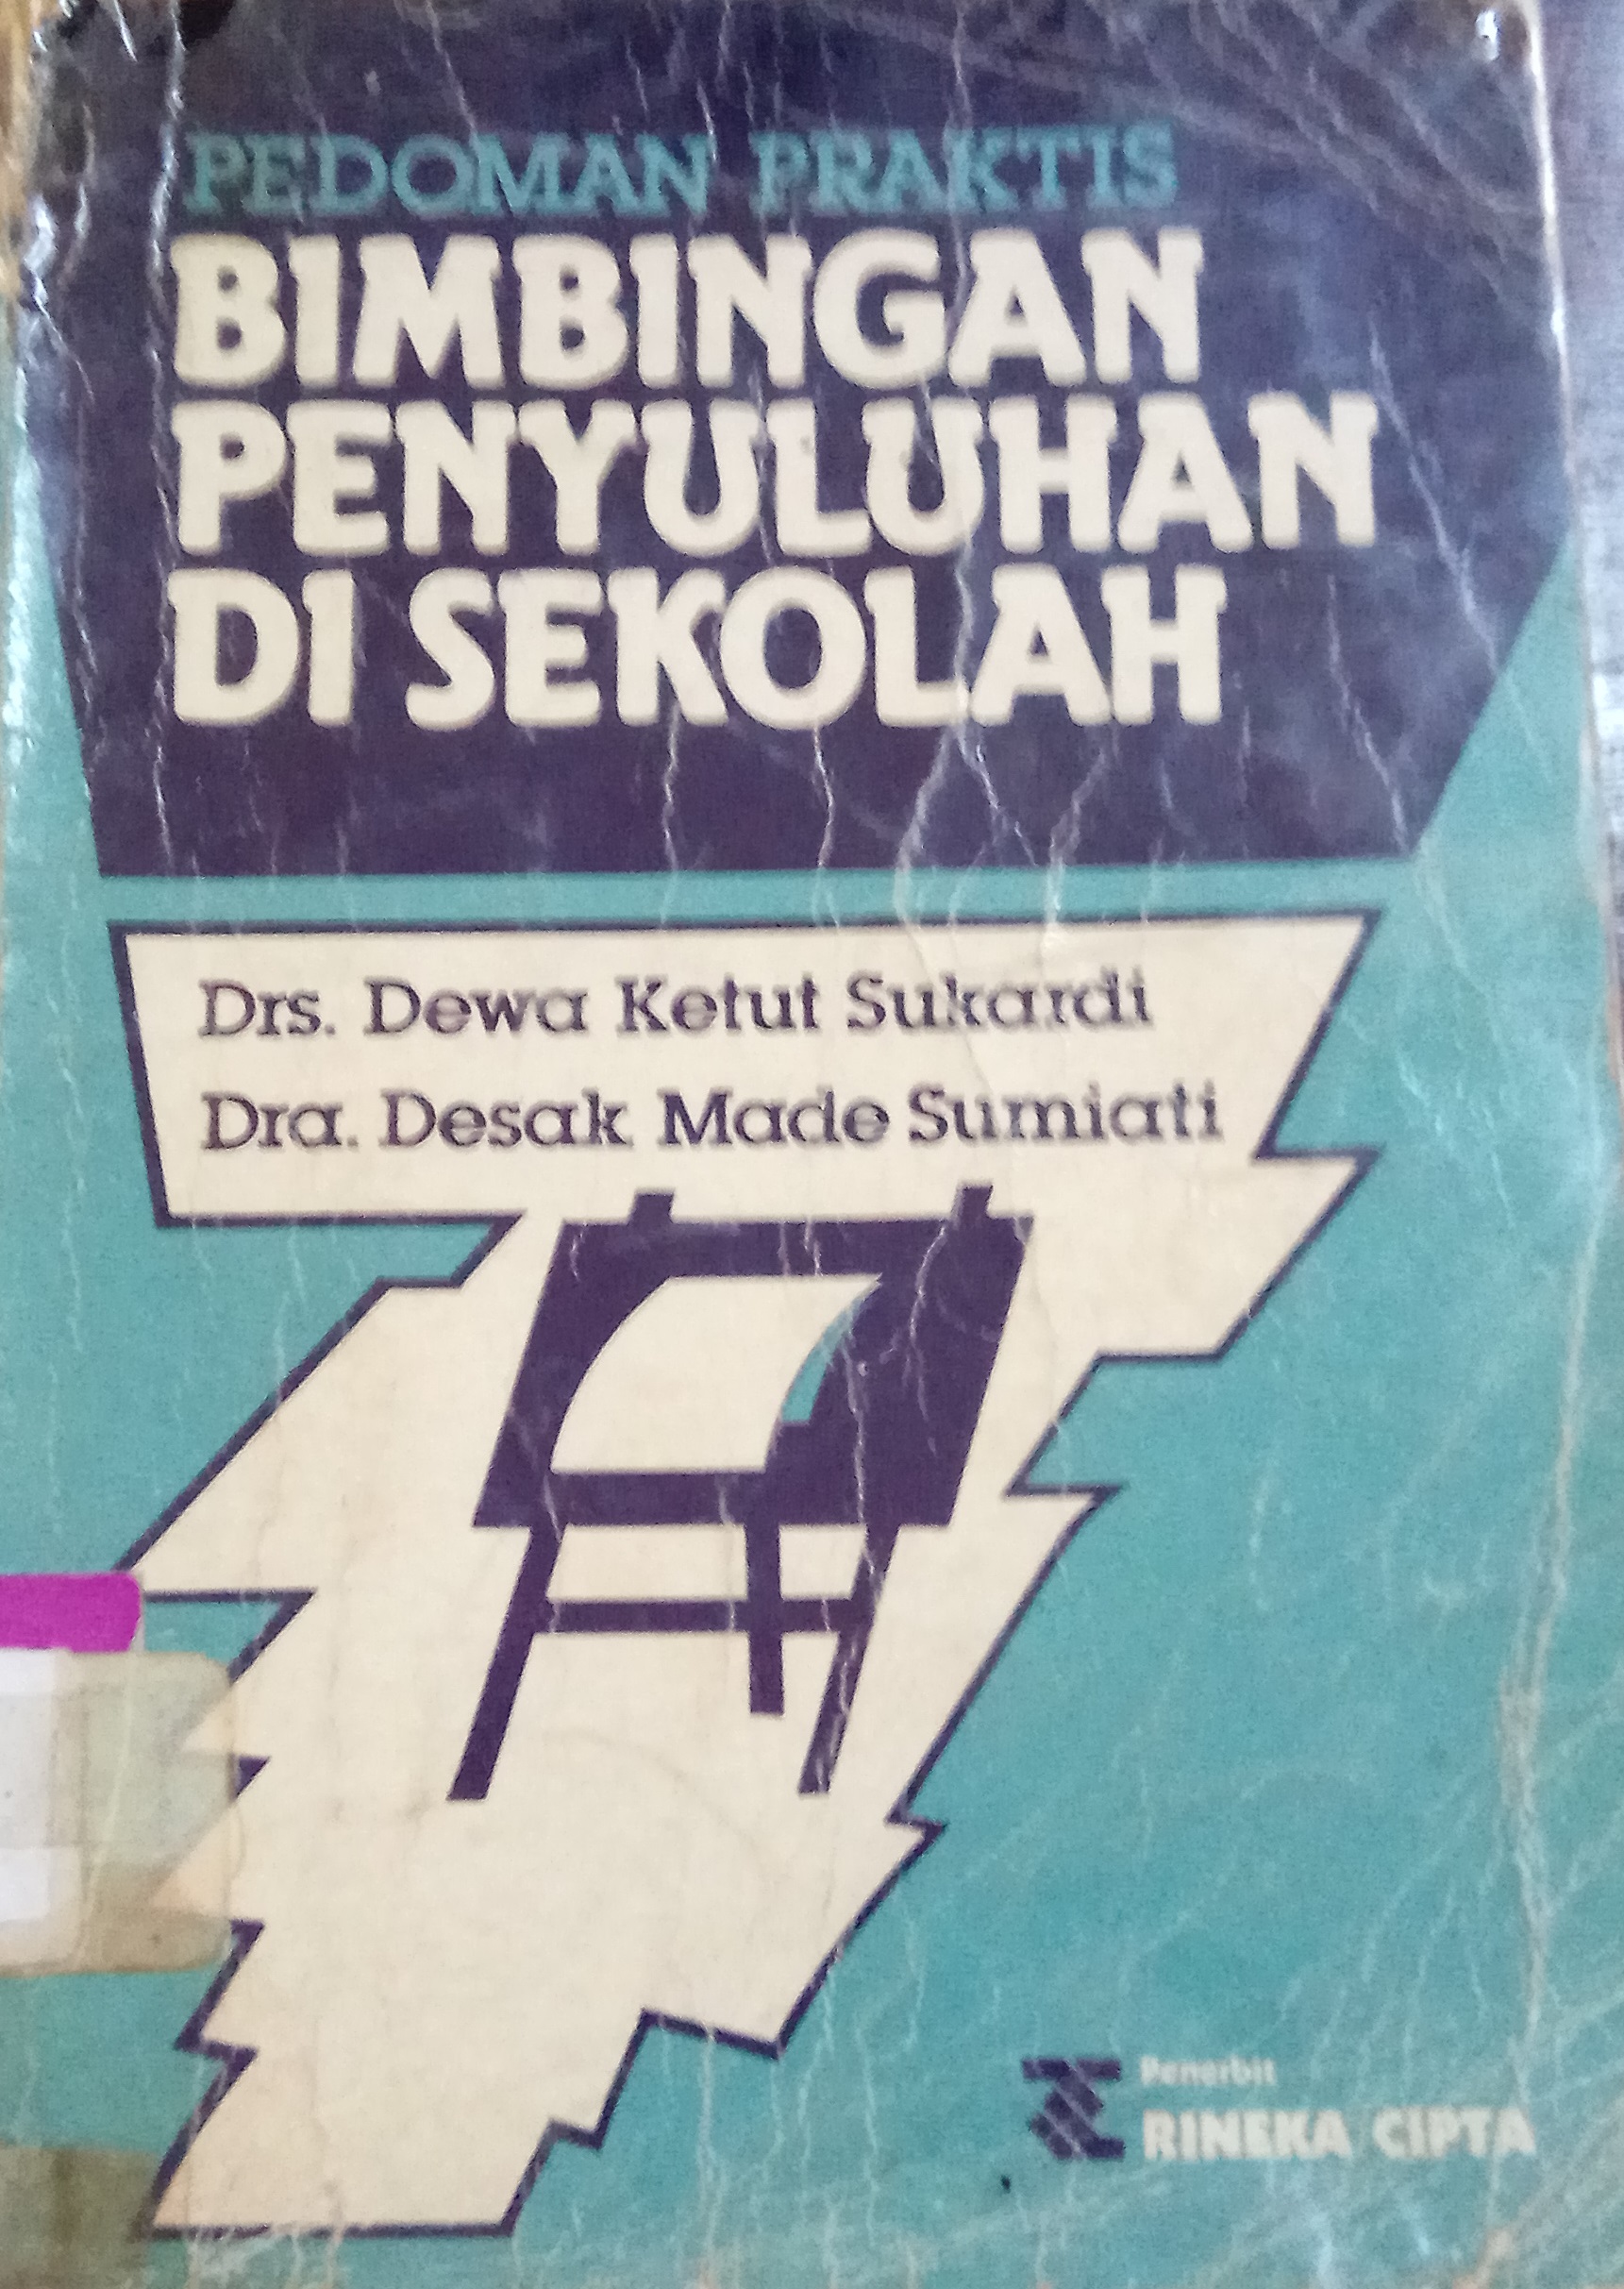 PEDOMAN PRAKTIS
BIMBINGAN
PENYULUHAN
DI SEKOLAH
Drs. Dewa Ketut Sukardi
Dra. Desak Made Sumiati
Penerbit
RINEKA CIPTA